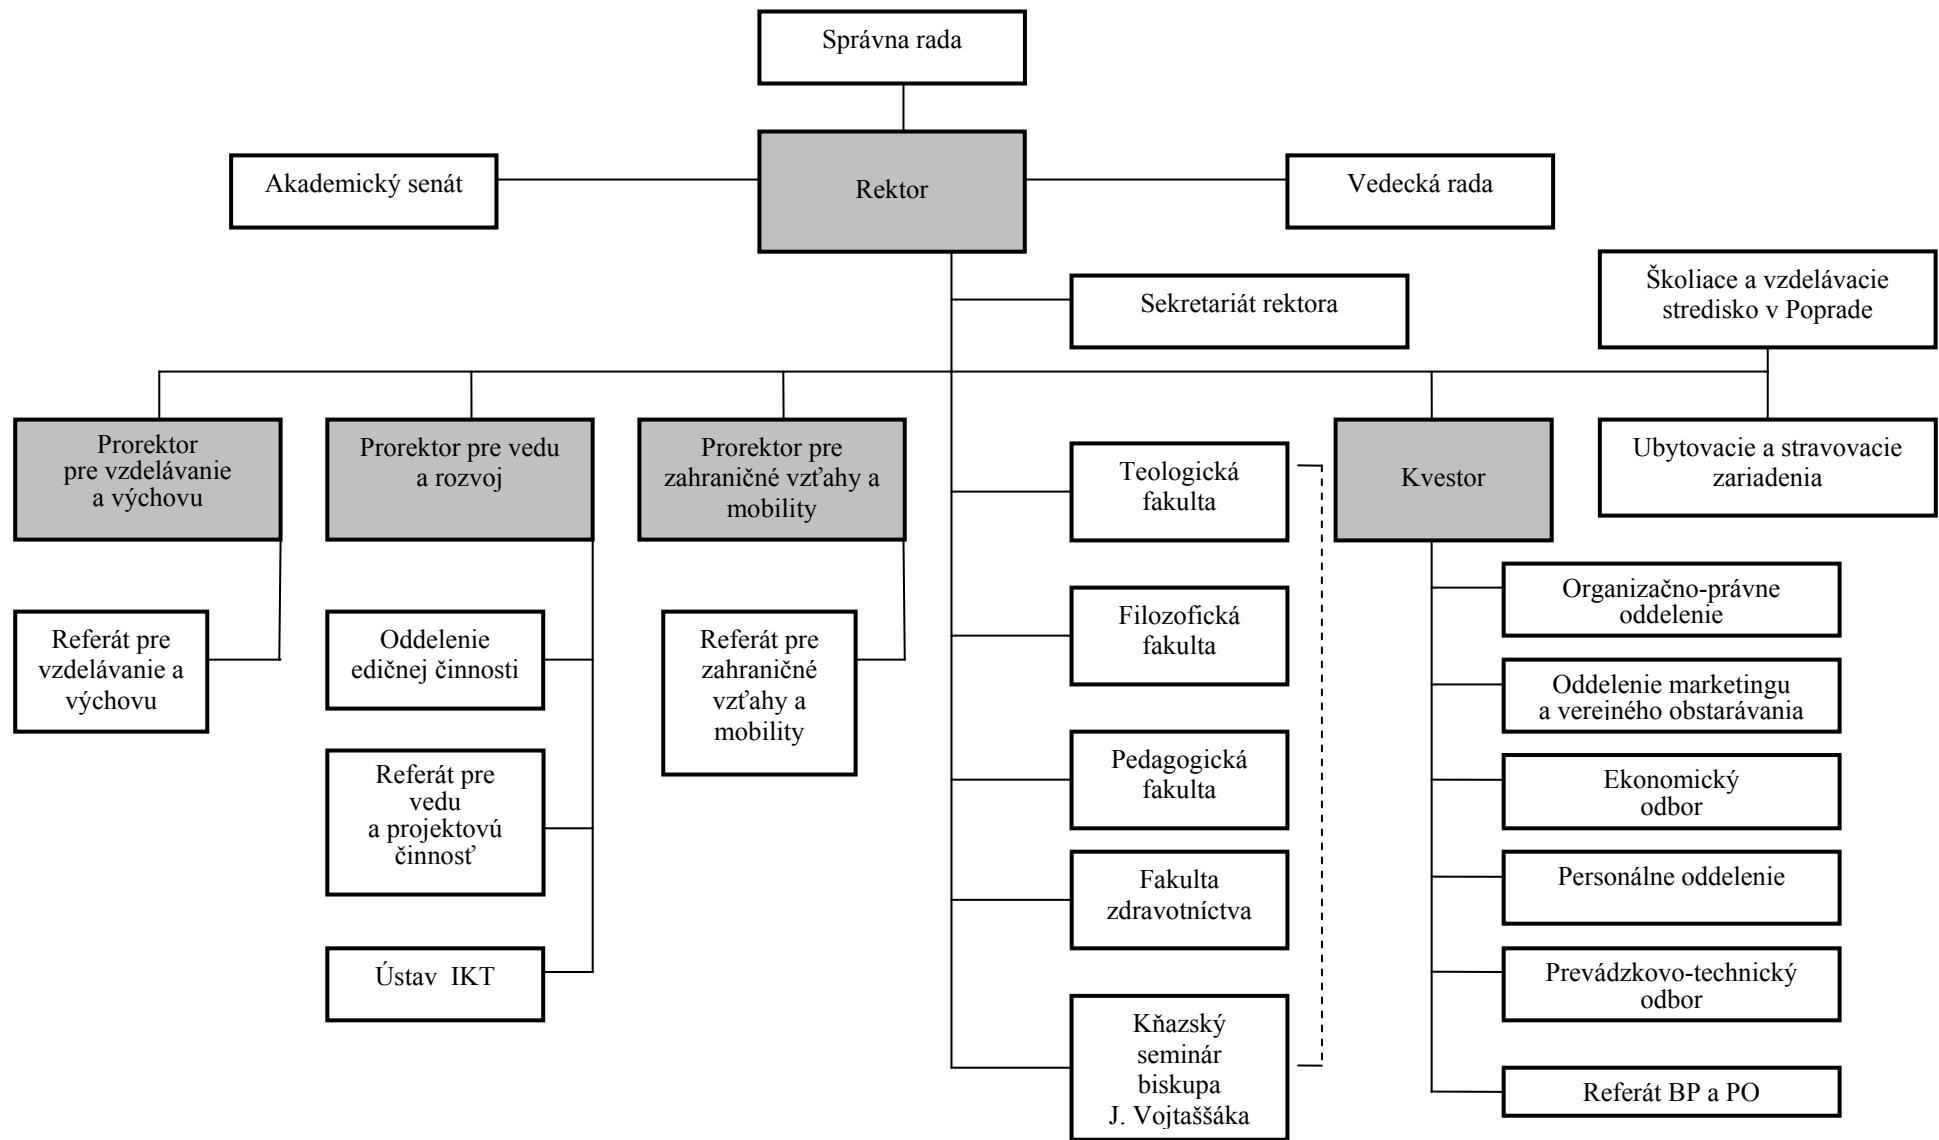 Správna rada
Akademický senát
Rektor
Vedecká rada
Sekretariát rektora
Školiace a vzdelávacie
stredisko v Poprade
Prorektor
pre vzdelávanie
a výchovu
Prorektor pre vedu
a rozvoj
Prorektor pre
zahraničné vzťahy a
mobility
Teologická
fakulta
Kvestor
Ubytovacie a stravovacie
zariadenia
Referát pre
vzdelávanie a
výchovu
Oddelenie
edičnej činnosti
Referát pre
zahraničné
vzťahy a
mobility
Filozofická
fakulta
Organizačno-právne
oddelenie
Oddelenie marketingu
a verejného obstarávania
Referát pre
vedu
a projektovú
činnosť
Pedagogická
fakulta
Ekonomický
odbor
Fakulta
zdravotníctva
Personálne oddelenie
Ústav  IKT
Prevádzkovo-technický
odbor
Kňazský
seminár
biskupa
J. Vojtaššáka
Referát BP a PO